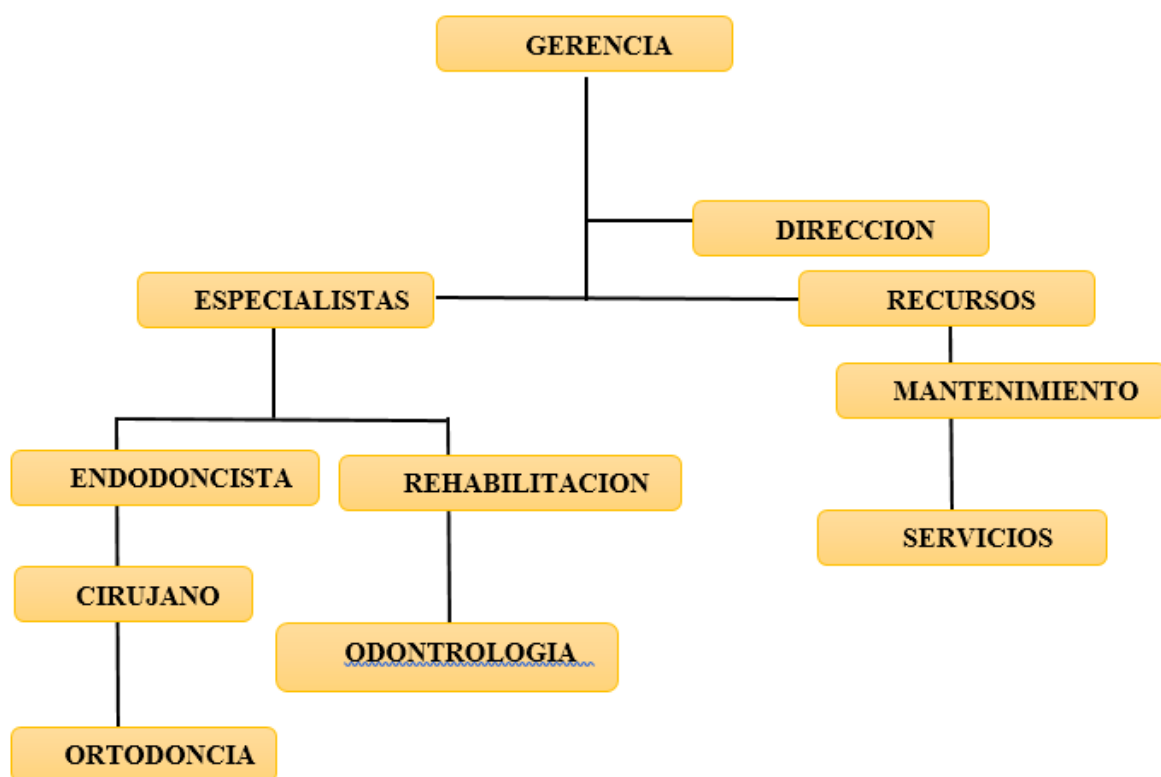 GERENCIA
DIRECCION
ESPECIALISTAS
RECURSOS
MANTENIMIENTO
ENDODONCISTA
REHABILITACION
SERVICIOS
CIRUJANO
ODONTROLOGIA
ORTODONCIA